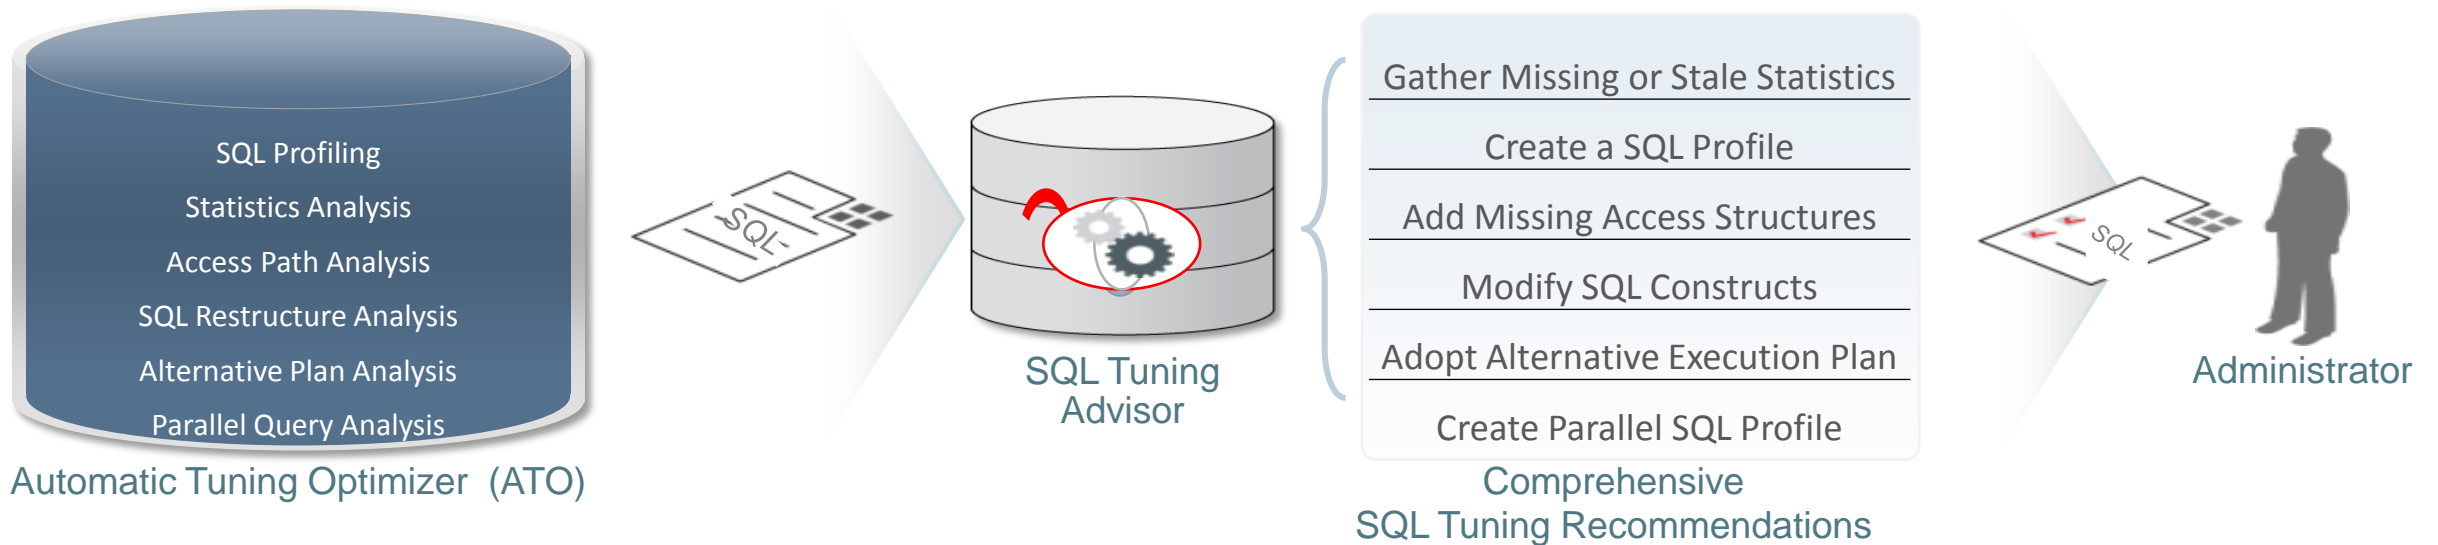 SQL Profiling
Statistics Analysis
Access Path Analysis
SQL Restructure Analysis
Alternative Plan Analysis
Parallel Query Analysis
Automatic Tuning Optimizer (ATO)
SQL
SQL Tuning
Advisor
Gather Missing or Stale Statistics
Create a SQL Profile
Add Missing Access Structures
Modify SQL Constructs
Adopt Alternative Execution Plan
Create Parallel SQL Profile
Comprehensive
SQL Tuning Recommendations
SQL
Administrator